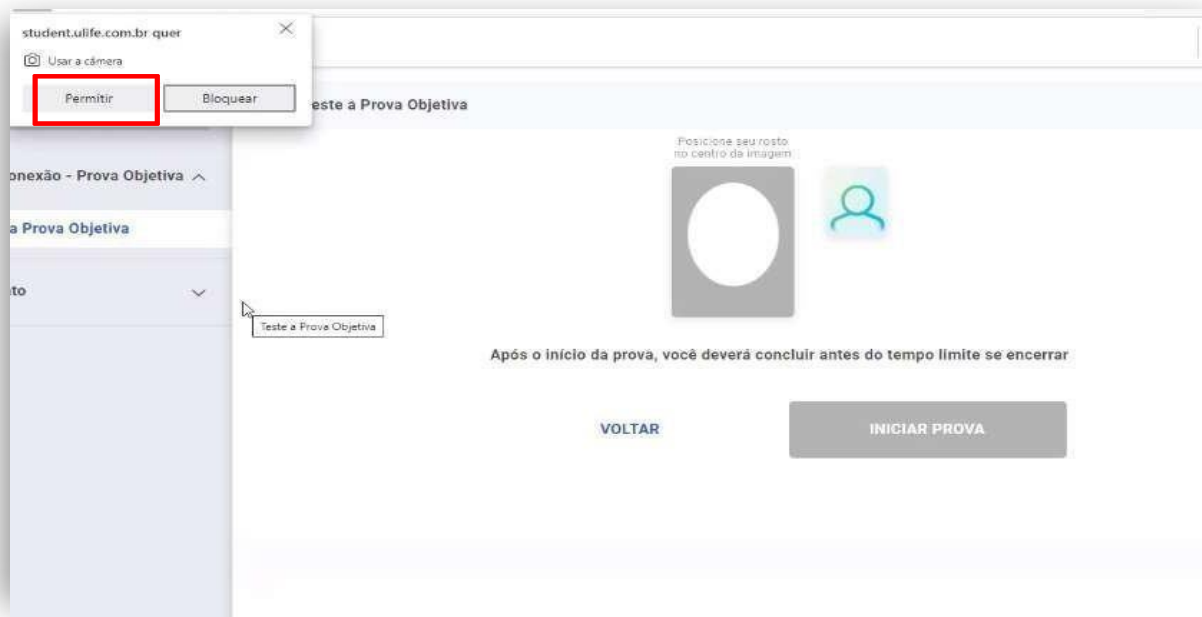 student.ulife.com.br quer
Usar a câmera
Permitir
Bloquear
este a Prova Objetiva
Posicione seu rosto
no centro da imagem
onexão - Prova Objetiva
a Prova Objetiva
to
Teste a Prova Objetiva
Após o início da prova, você deverá concluir antes do tempo limite se encerrar
VOLTAR
INICIAR PROVA